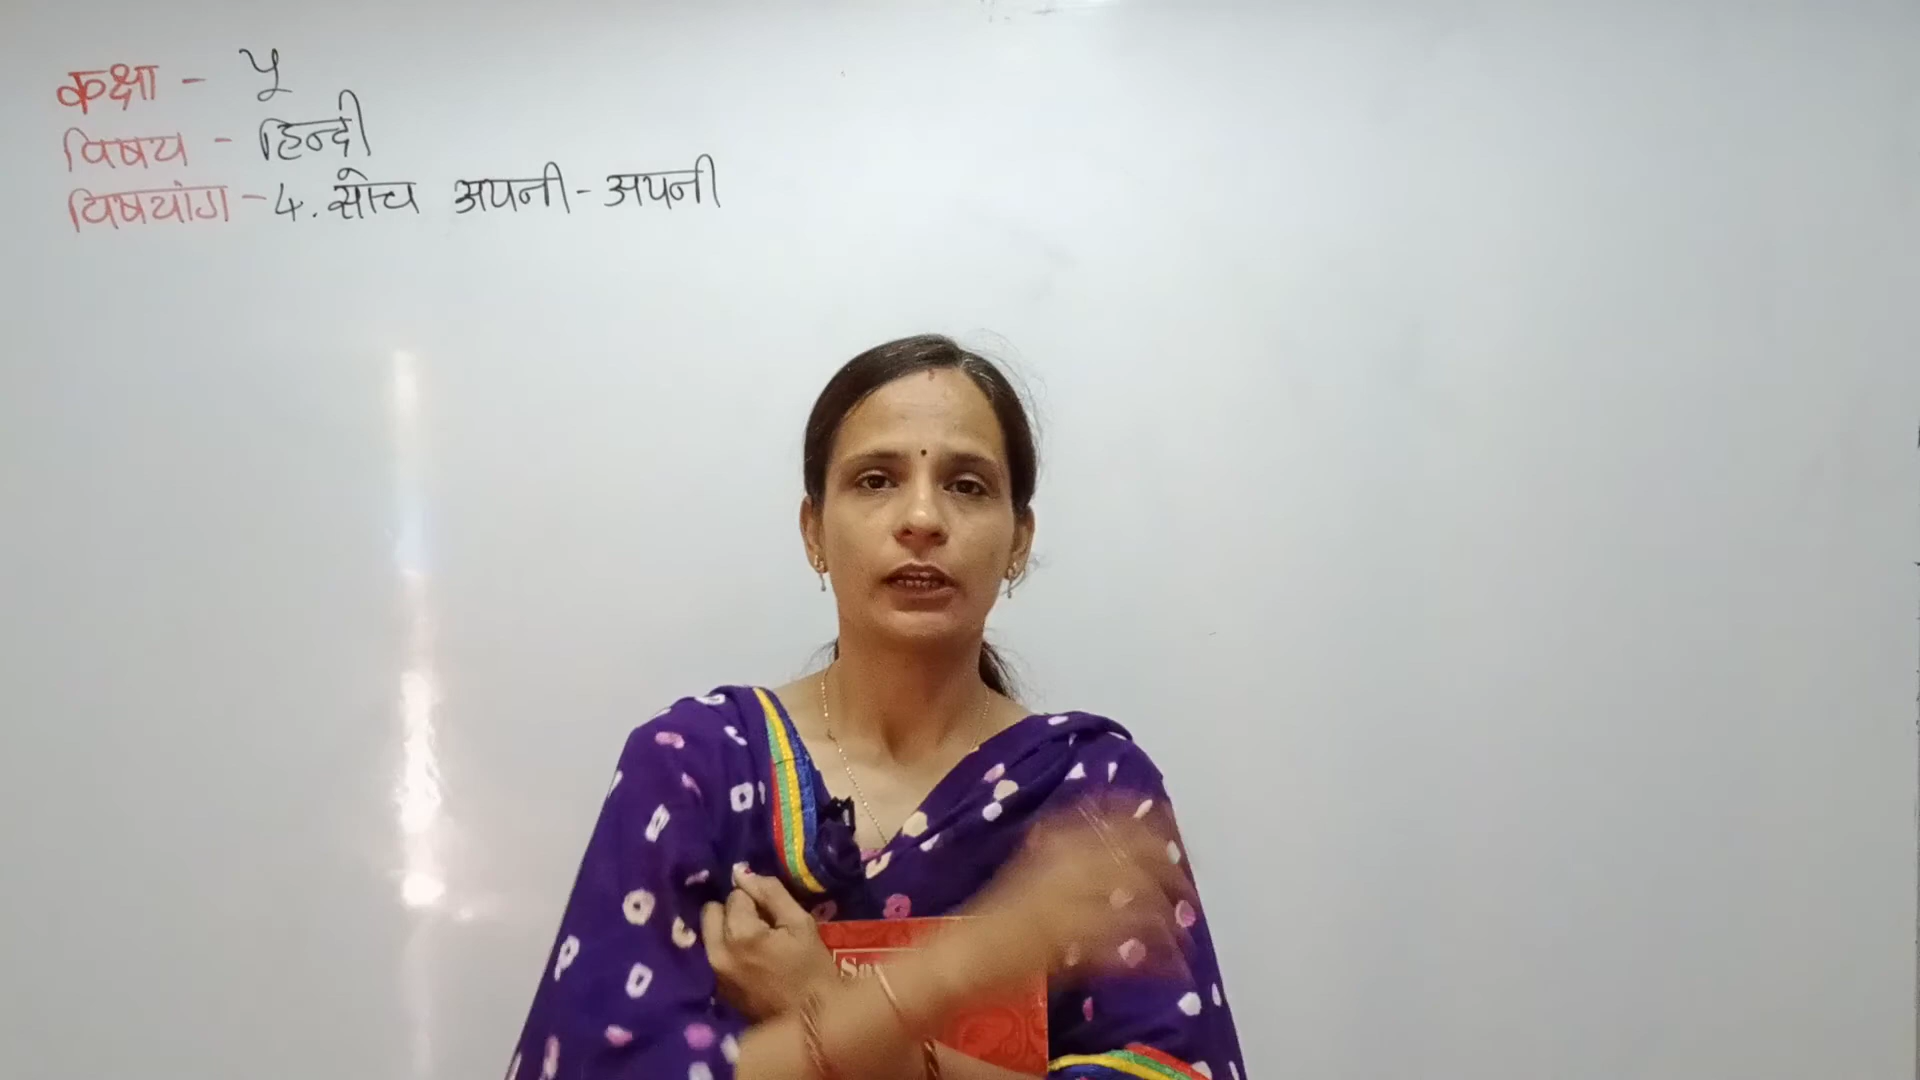 कक्षा - ५
विषय - हिन्दी
विषयांग - 4. सोच अपनी - अपनी